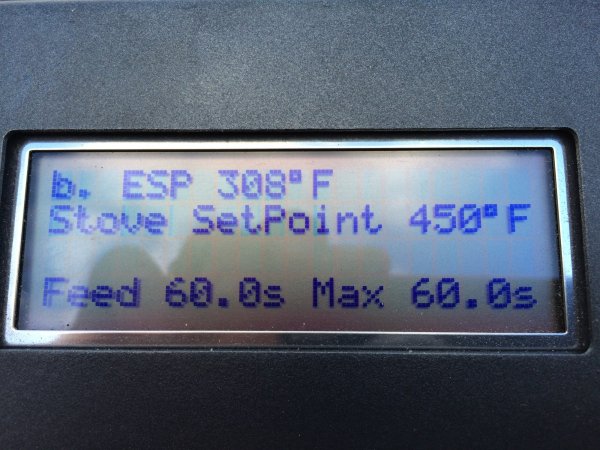 b. ESP 308°F
Stove SetPoint 450°F
Feed 60.0s Max 60.0s